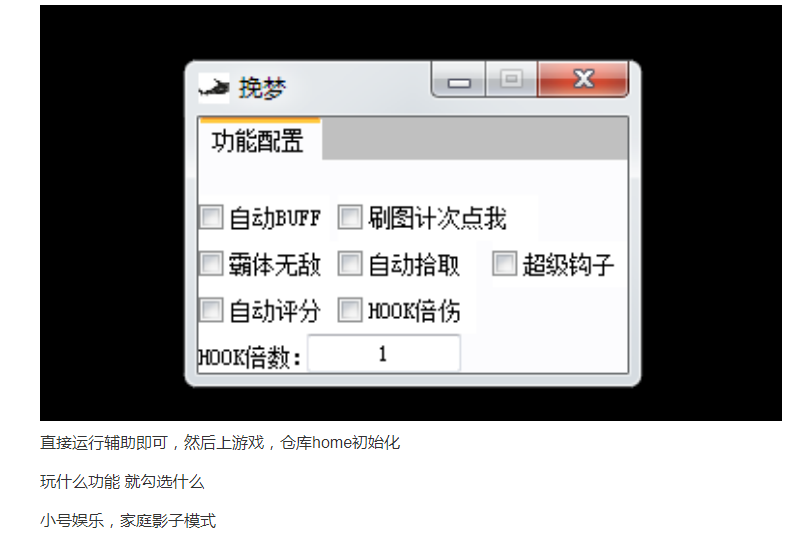 挽梦
功能配置
自动BUFF 刷图计次点我
霸体无敌 自动拾取 超级钩子
自动评分 HOOK倍伤
HOOK倍数: 1
直接运行辅助即可，然后上游戏，仓库home初始化
玩什么功能 就勾选什么
小号娱乐，家庭影子模式